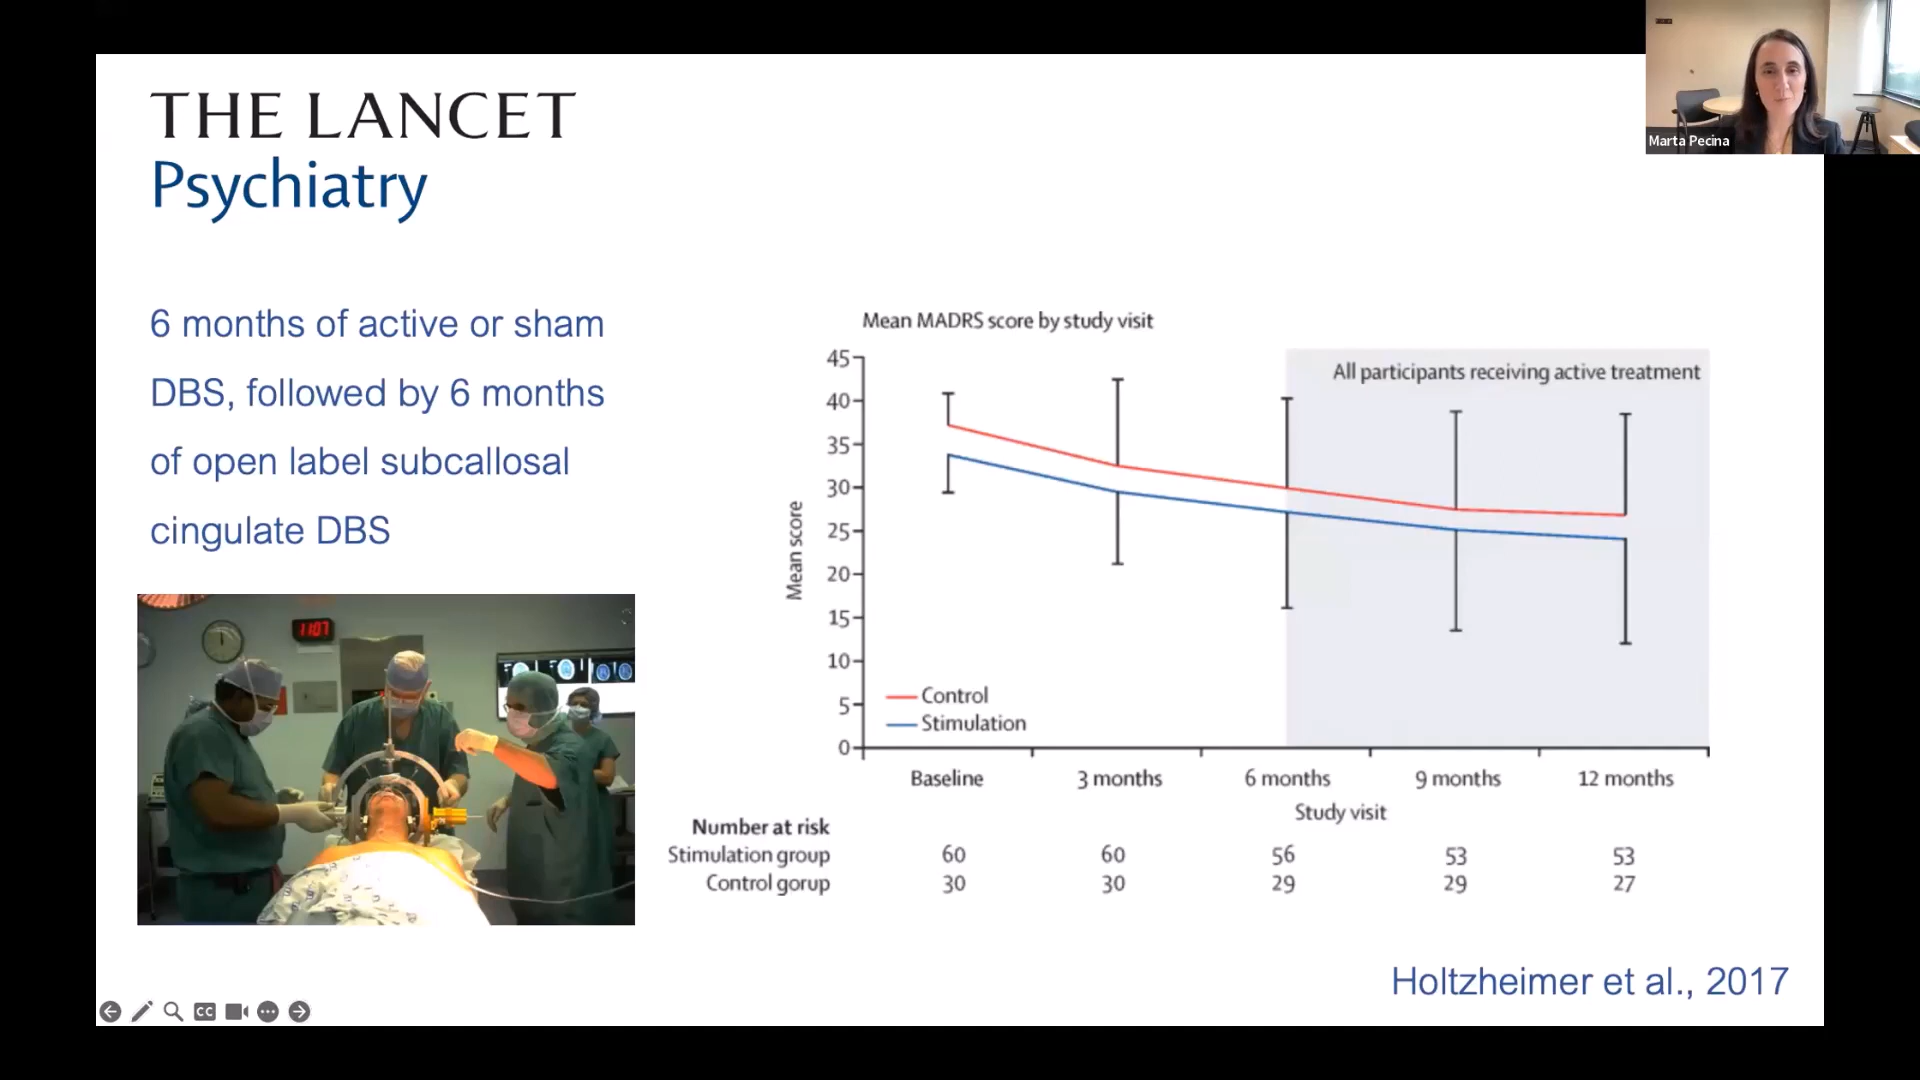 THE LANCET
Psychiatry
Marta Pecina
6 months of active or sham
DBS, followed by 6 months
of open label subcallosal
cingulate DBS
11:07
Mean MADRS score by study visit
All participants receiving active treatment
Mean score
45
40
35
30
25
20
15
10
5
0
Control
Stimulation
Baseline 3 months 6 months 9 months 12 months
Study visit
Number at risk
Stimulation group 60 60 56 53 53
Control gorup 30 30 29 29 27
Holtzheimer et al., 2017
CC